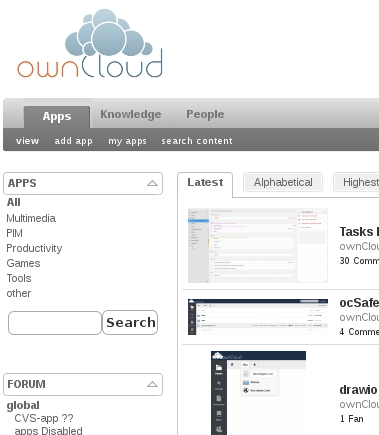 ownCloud
Apps Knowledge People
view add app my apps search content
APPS
All
Multimedia
PIM
Productivity
Games
Tools
other
Search
FORUM
global
CVS-app ??
apps Disabled
Latest Alphabetical Highest
Tasks
ownClou
30 Comm
ocSafe
ownClou
4 Comme
drawio
ownClou
1 Fan